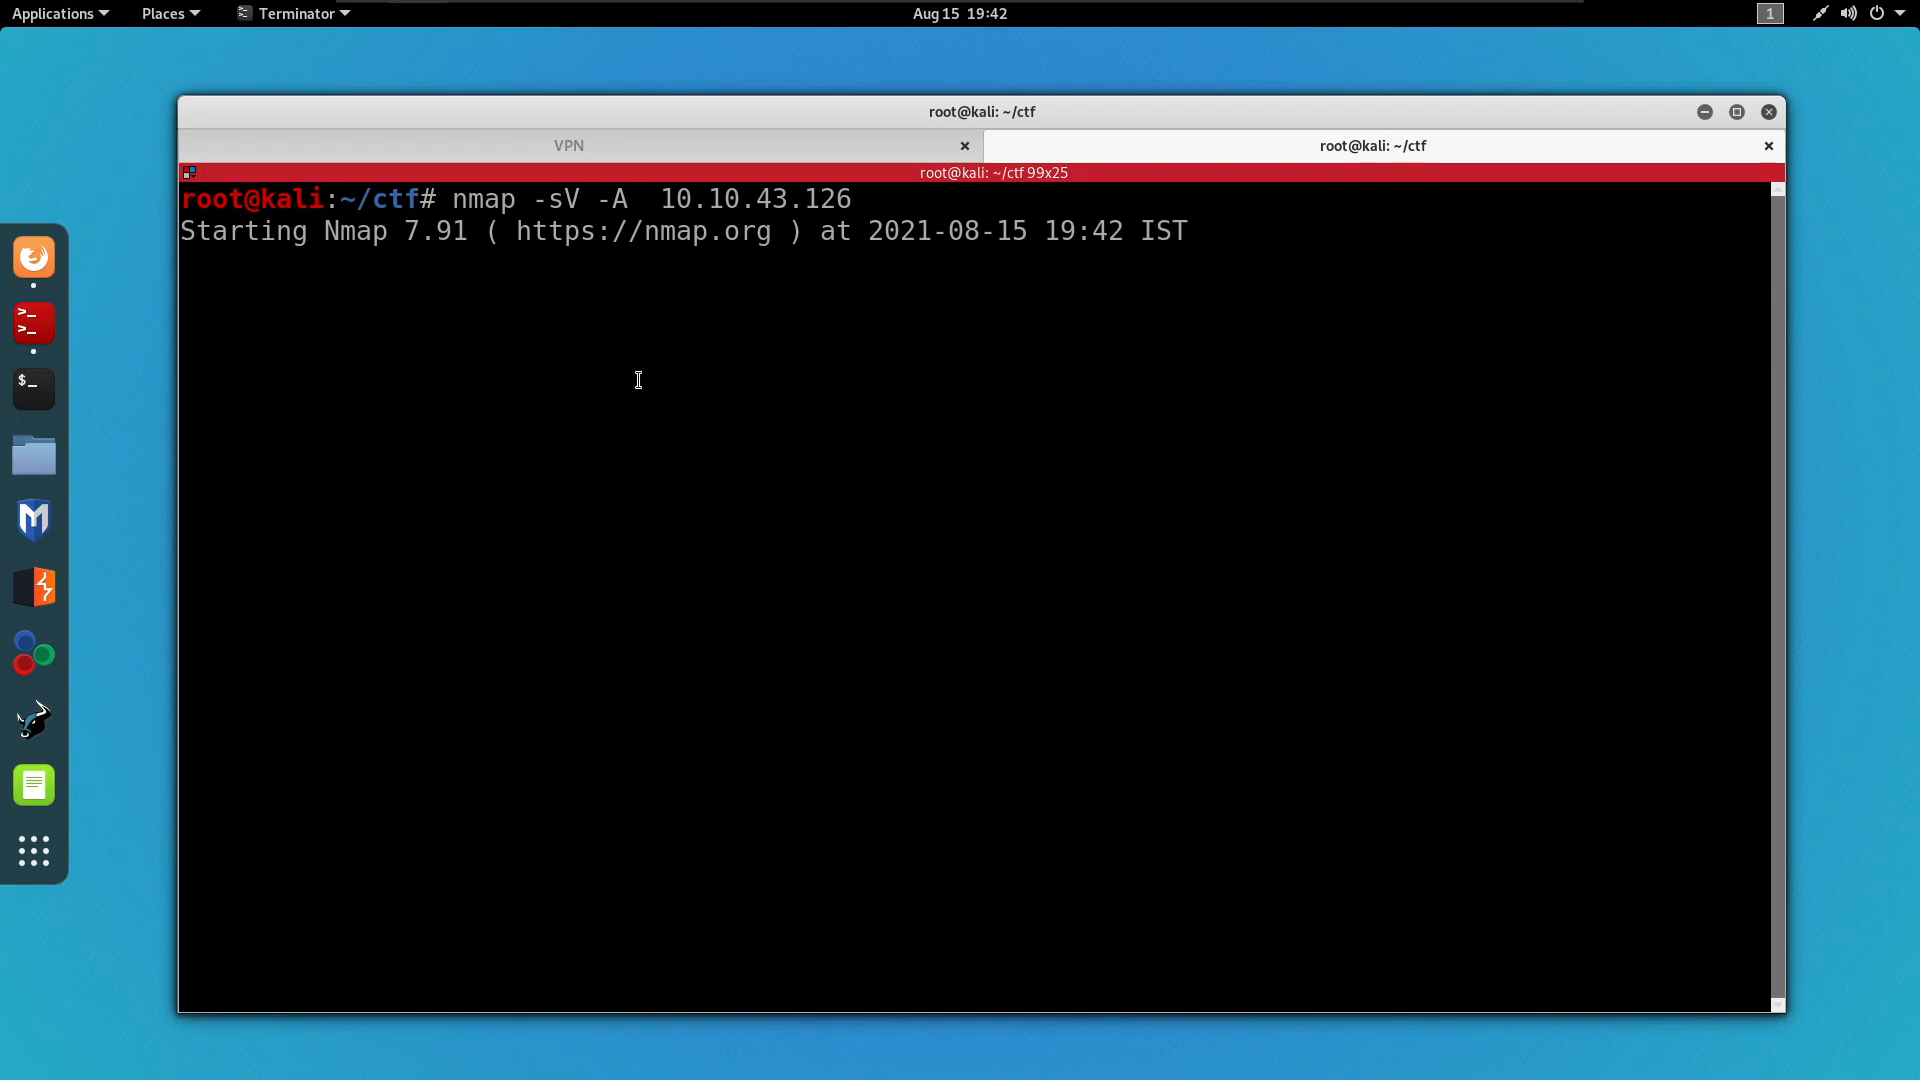 Applications Places Terminator Aug 15 19:42 1
root@kali: ~/ctf
VPN root@kali: ~/ctf
root@kali: ~/ctf 99x25
root@kali:~/ctf# nmap -sV -A  10.10.43.126
Starting Nmap 7.91 ( https://nmap.org ) at 2021-08-15 19:42 IST